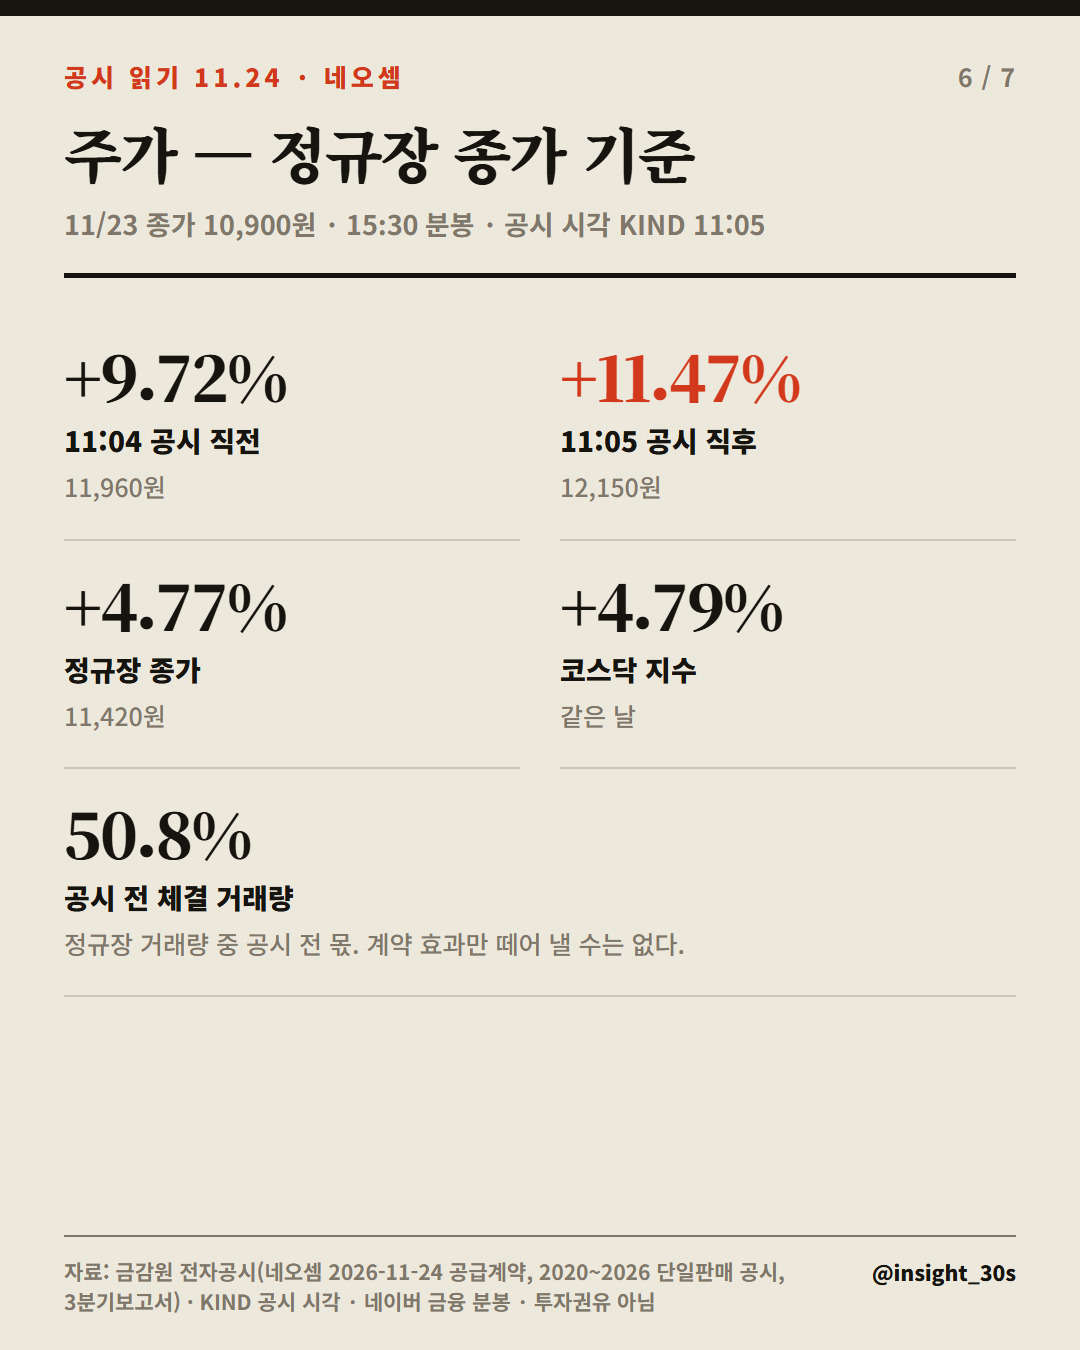 공시 읽기 11.24 · 네오셈
6 / 7
주가 — 정규장 종가 기준
11/23 종가 10,900원 · 15:30 분봉 · 공시 시각 KIND 11:05
+9.72%
11:04 공시 직전
11,960원
+11.47%
11:05 공시 직후
12,150원
+4.77%
정규장 종가
11,420원
+4.79%
코스닥 지수
같은 날
50.8%
공시 전 체결 거래량
정규장 거래량 중 공시 전 몫. 계약 효과만 떼어 낼 수는 없다.
자료: 금감원 전자공시(네오셈 2026-11-24 공급계약, 2020~2026 단일판매 공시,
3분기보고서) · KIND 공시 시각 · 네이버 금융 분봉 · 투자권유 아님
@insight_30s